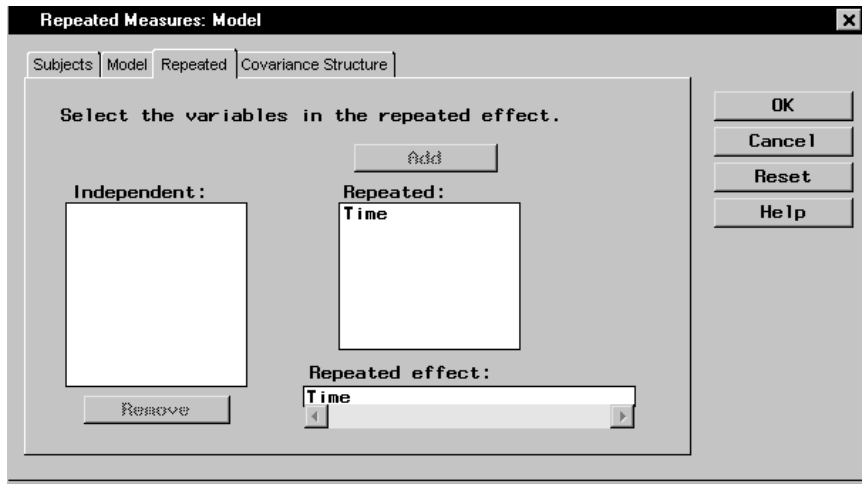 Repeated Measures: Model
Subjects Model Repeated Covariance Structure
Select the variables in the repeated effect.
Add
Independent:
Repeated:
Time
Remove
Repeated effect:
Time
OK
Cancel
Reset
Help